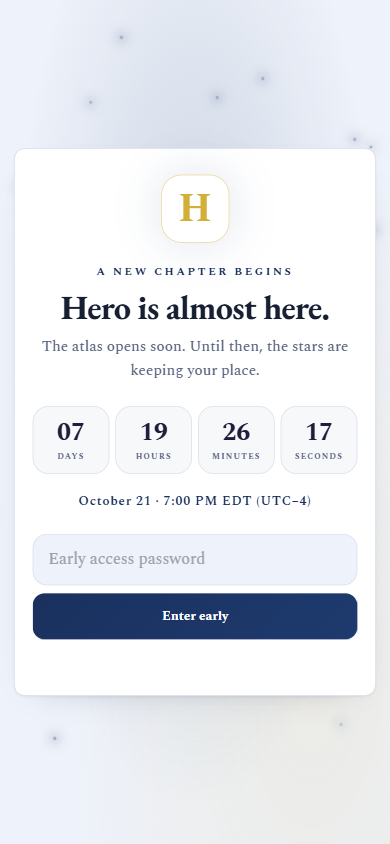 H
A NEW CHAPTER BEGINS
Hero is almost here.
The atlas opens soon. Until then, the stars are
keeping your place.
07 19 26 17
DAYS HOURS MINUTES SECONDS
October 21 · 7:00 PM EDT (UTC−4)
Early access password
Enter early